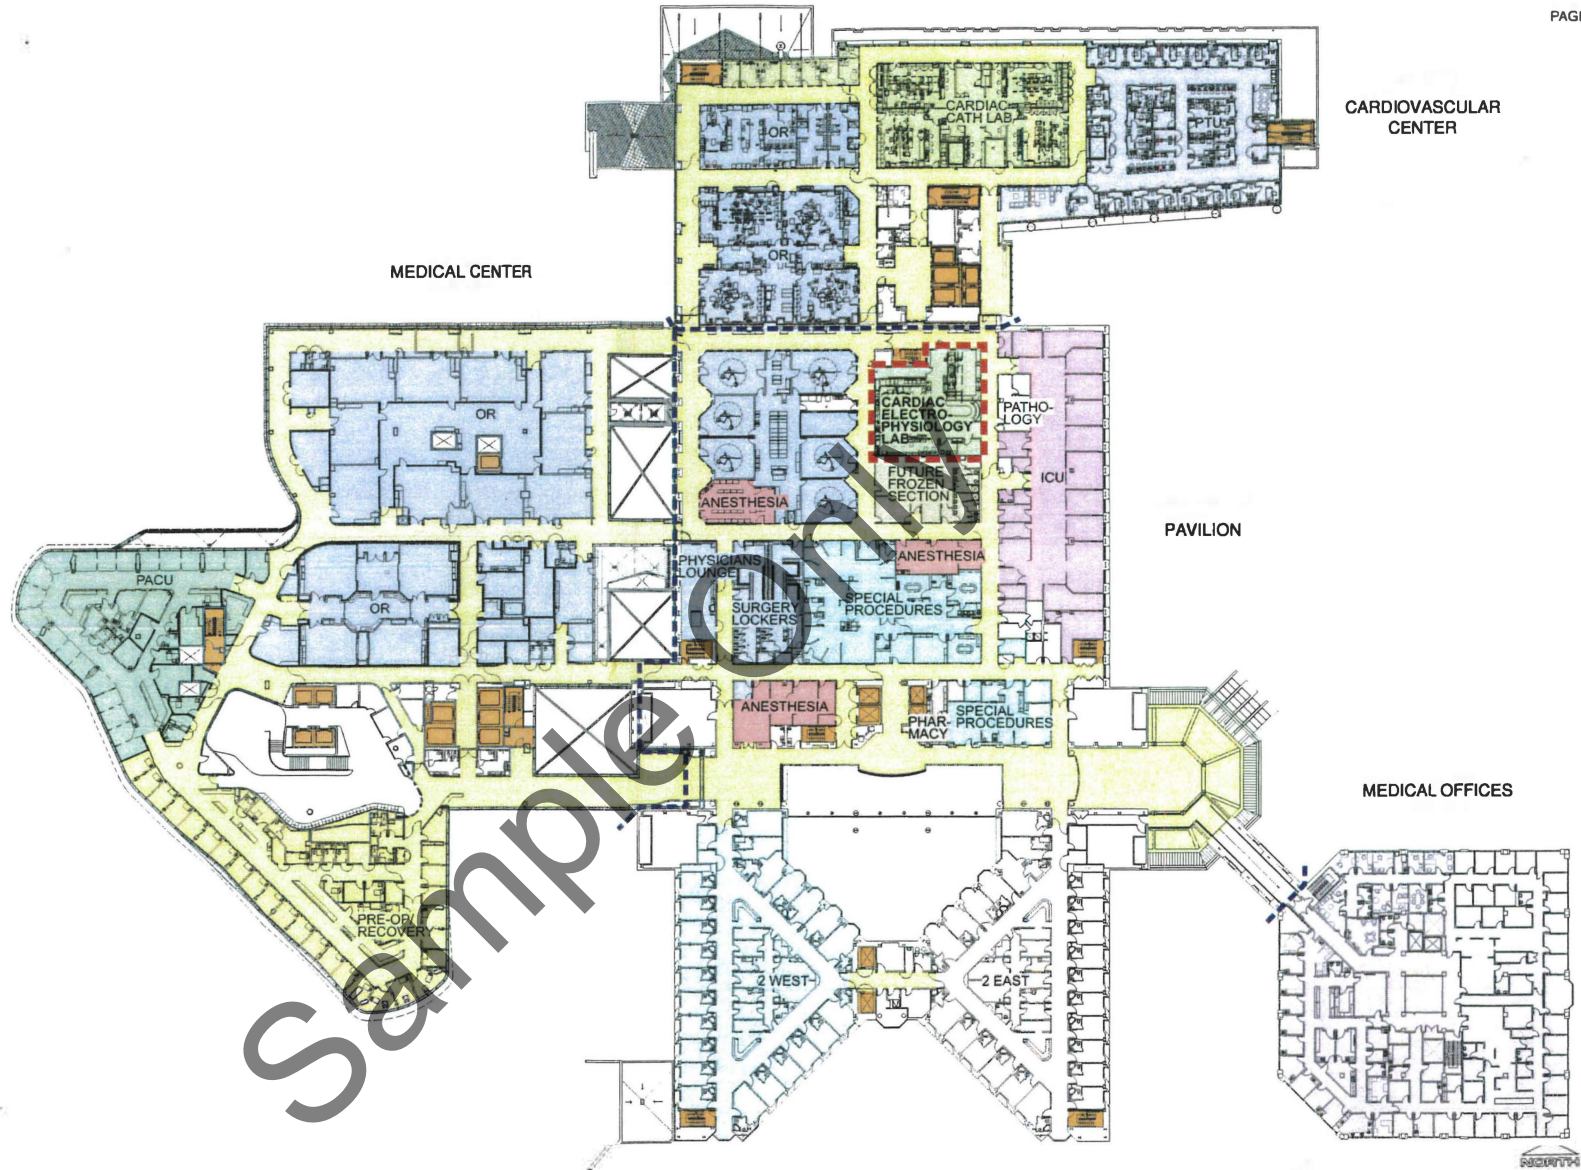 PAGE
CARDIOVASCULAR
CENTER
CARDIAC
CATH LAB
PTU
OR
OR
MEDICAL CENTER
OR
CARDIAC
ELECTRO-
PHYSIOLOGY
LAB
PATHO-
LOGY
ICU
FUTURE
FROZEN
SECTION
ANESTHESIA
PAVILION
PACU
PHYSICIANS
LOUNGE
ANESTHESIA
OR
SURGERY
LOCKERS
SPECIAL
PROCEDURES
ANESTHESIA
PHAR-
MACY
SPECIAL
PROCEDURES
MEDICAL OFFICES
PRE-OP/
RECOVERY
2 WEST
2 EAST
NORTH
Sample Only